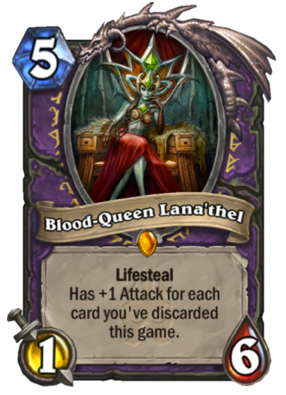 5
Blood-Queen Lana'thel
Lifesteal
Has +1 Attack for each
card you've discarded
this game.
1
6